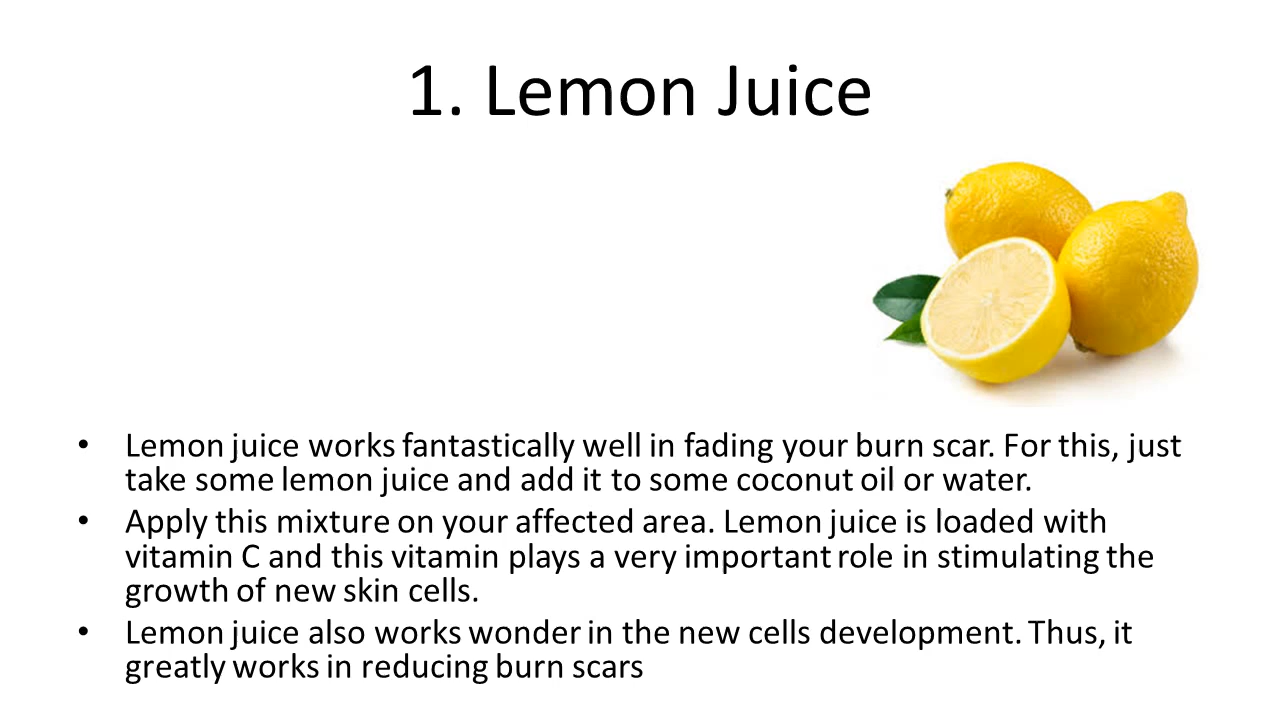 1. Lemon Juice
• Lemon juice works fantastically well in fading your burn scar. For this, just
take some lemon juice and add it to some coconut oil or water.
• Apply this mixture on your affected area. Lemon juice is loaded with
vitamin C and this vitamin plays a very important role in stimulating the
growth of new skin cells.
• Lemon juice also works wonder in the new cells development. Thus, it
greatly works in reducing burn scars